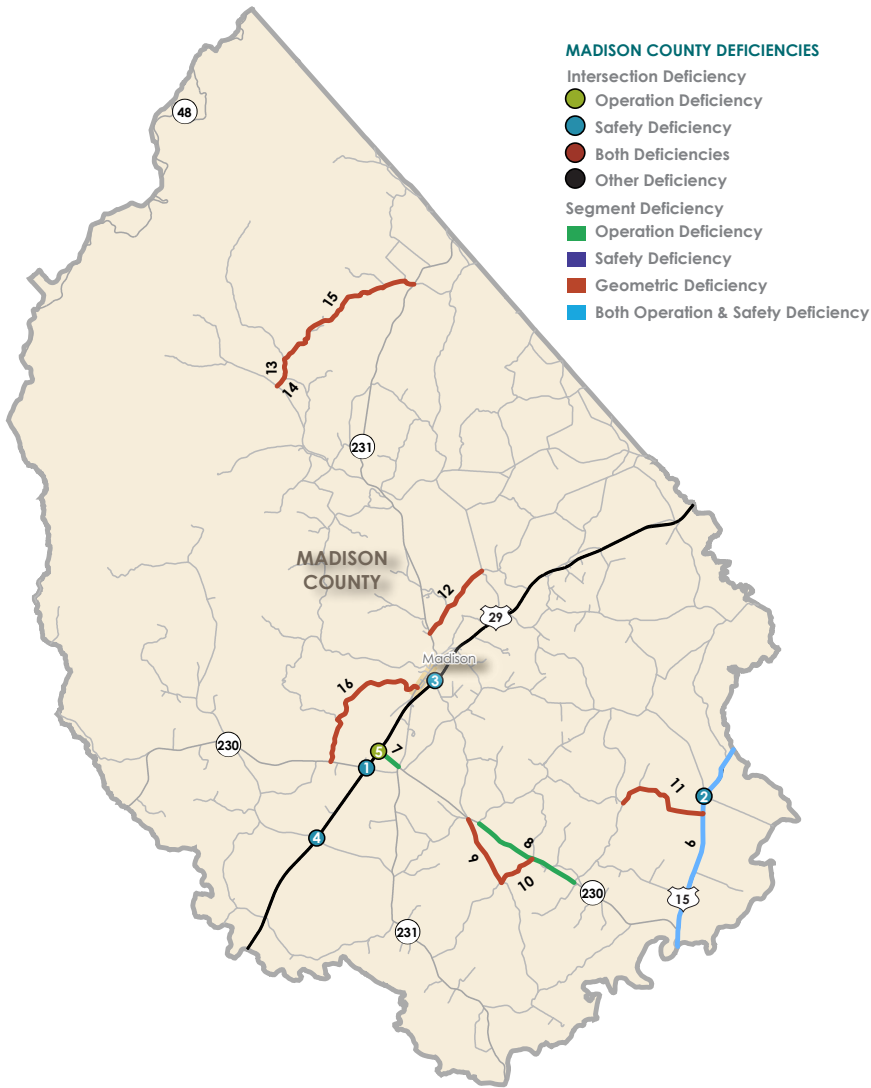 MADISON COUNTY DEFICIENCIES
Intersection Deficiency
Operation Deficiency
Safety Deficiency
Both Deficiencies
Other Deficiency
Segment Deficiency
Operation Deficiency
Safety Deficiency
Geometric Deficiency
Both Operation & Safety Deficiency
48
15
13
14
231
MADISON
COUNTY
12
29
Madison
3
16
230
5
7
1
11
2
4
8
6
9
10
230
15
231